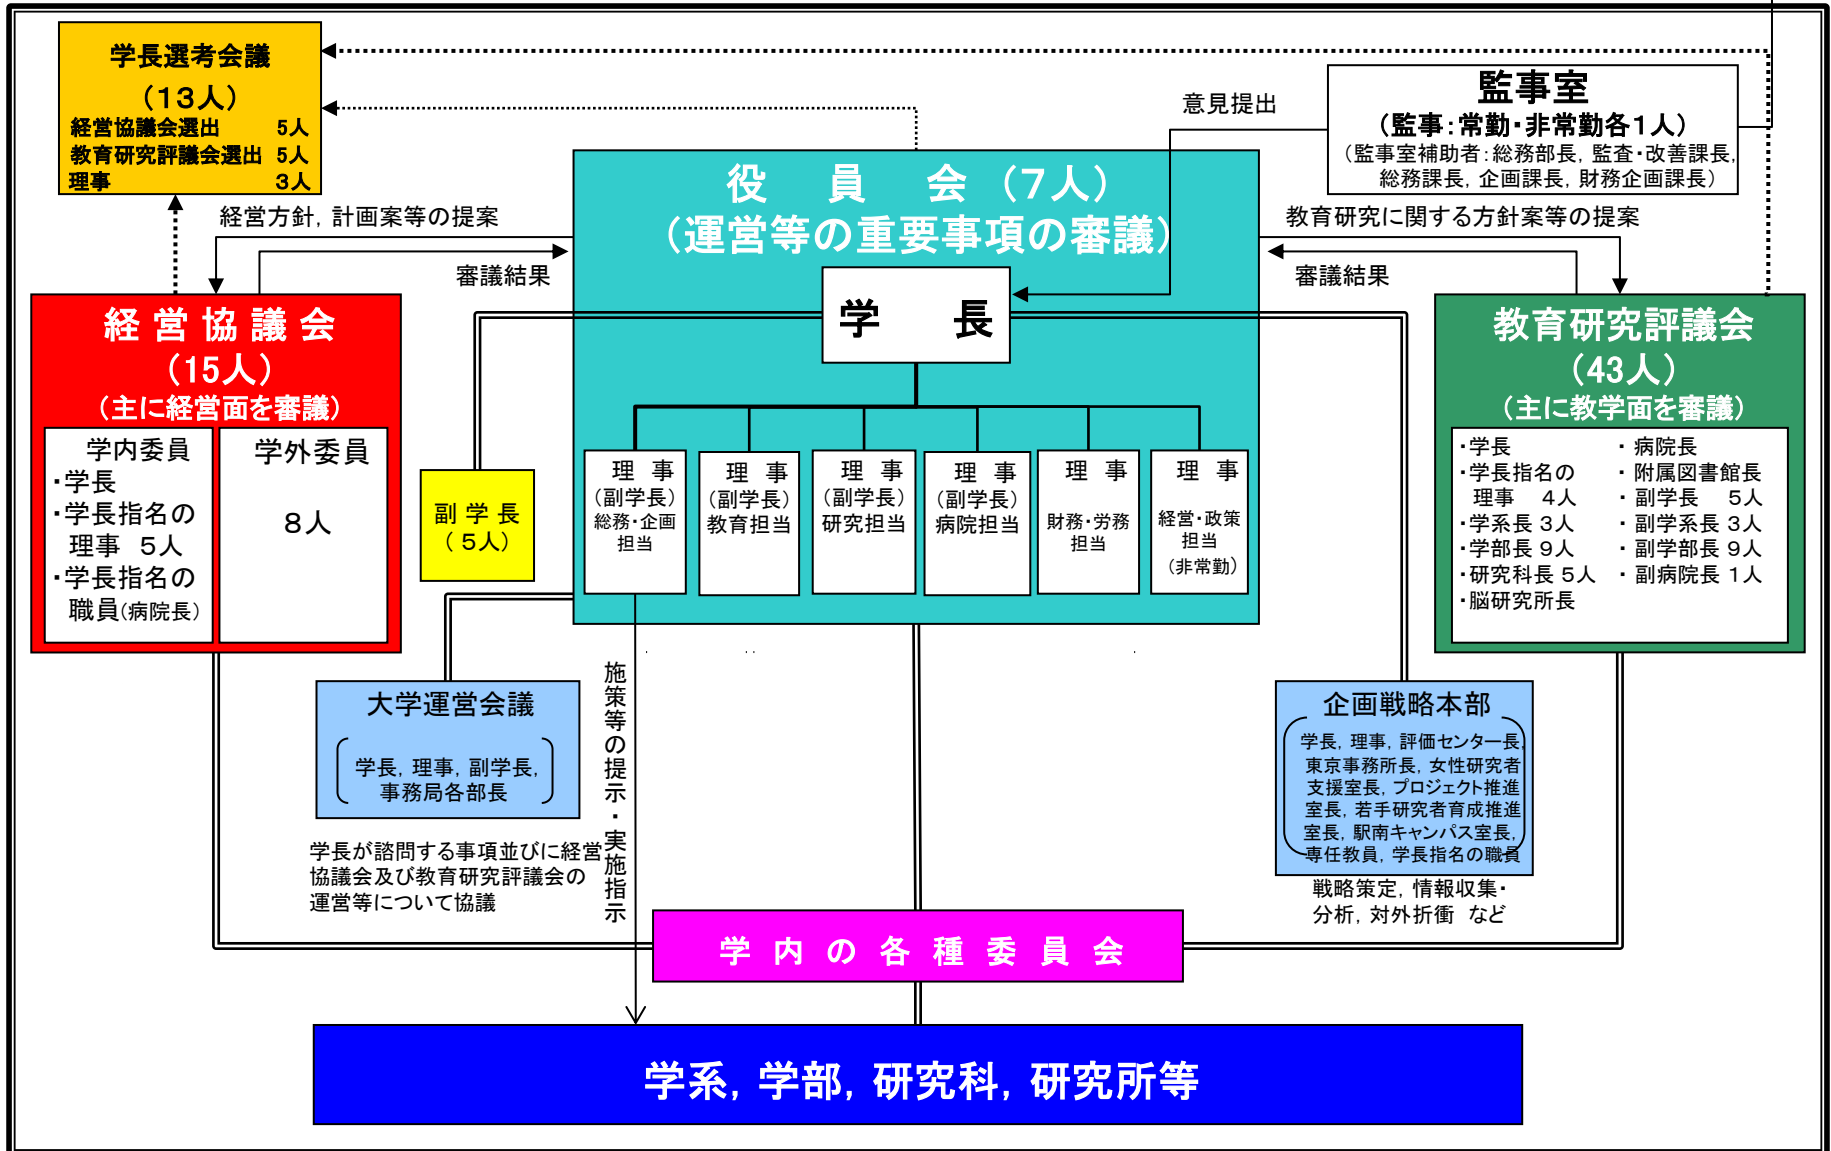 学長選考会議
（13人）
経営協議会選出 5人
教育研究評議会選出 5人
理事 3人
監事室
（監事：常勤・非常勤各１人）
（監事室補助者：総務部長，監査・改善課長，
総務課長，企画課長，財務企画課長）
意見提出
役 員 会（７人）
（運営等の重要事項の審議）
経営方針，計画案等の提案
審議結果
教育研究に関する方針案等の提案
審議結果
学 長
経営協議会
（15人）
（主に経営面を審議）
学内委員
・学長
・学長指名の
理事 5人
・学長指名の
職員（病院長）
学外委員
8人
副学長
（ 5人）
理 事
（副学長）
総務・企画
担当
理 事
（副学長）
教育担当
理 事
（副学長）
研究担当
理 事
（副学長）
病院担当
理 事
財務・労務
担当
理 事
経営・政策
担当
（非常勤）
教育研究評議会
（43人）
（主に教学面を審議）
・学長
・学長指名の
理事 4人
・学系長 3人
・学部長 9人
・研究科長 5人
・脳研究所長
・ 病院長
・ 附属図書館長
・ 副学長 5人
・ 副学系長 3人
・ 副学部長 9人
・ 副病院長 1人
大学運営会議
学長，理事，副学長，
事務局各部長
学長が諮問する事項並びに経営
協議会及び教育研究評議会の
運営等について協議
施策等の提示・実施指示
企画戦略本部
学長，理事，評価センター長，
東京事務所長，女性研究者
支援室長，プロジェクト推進
室長，若手研究者育成推進
室長，駅南キャンパス室長，
専任教員，学長指名の職員
戦略策定，情報収集・
分析，対外折衝 など
学内の各種委員会
学系，学部，研究科，研究所等